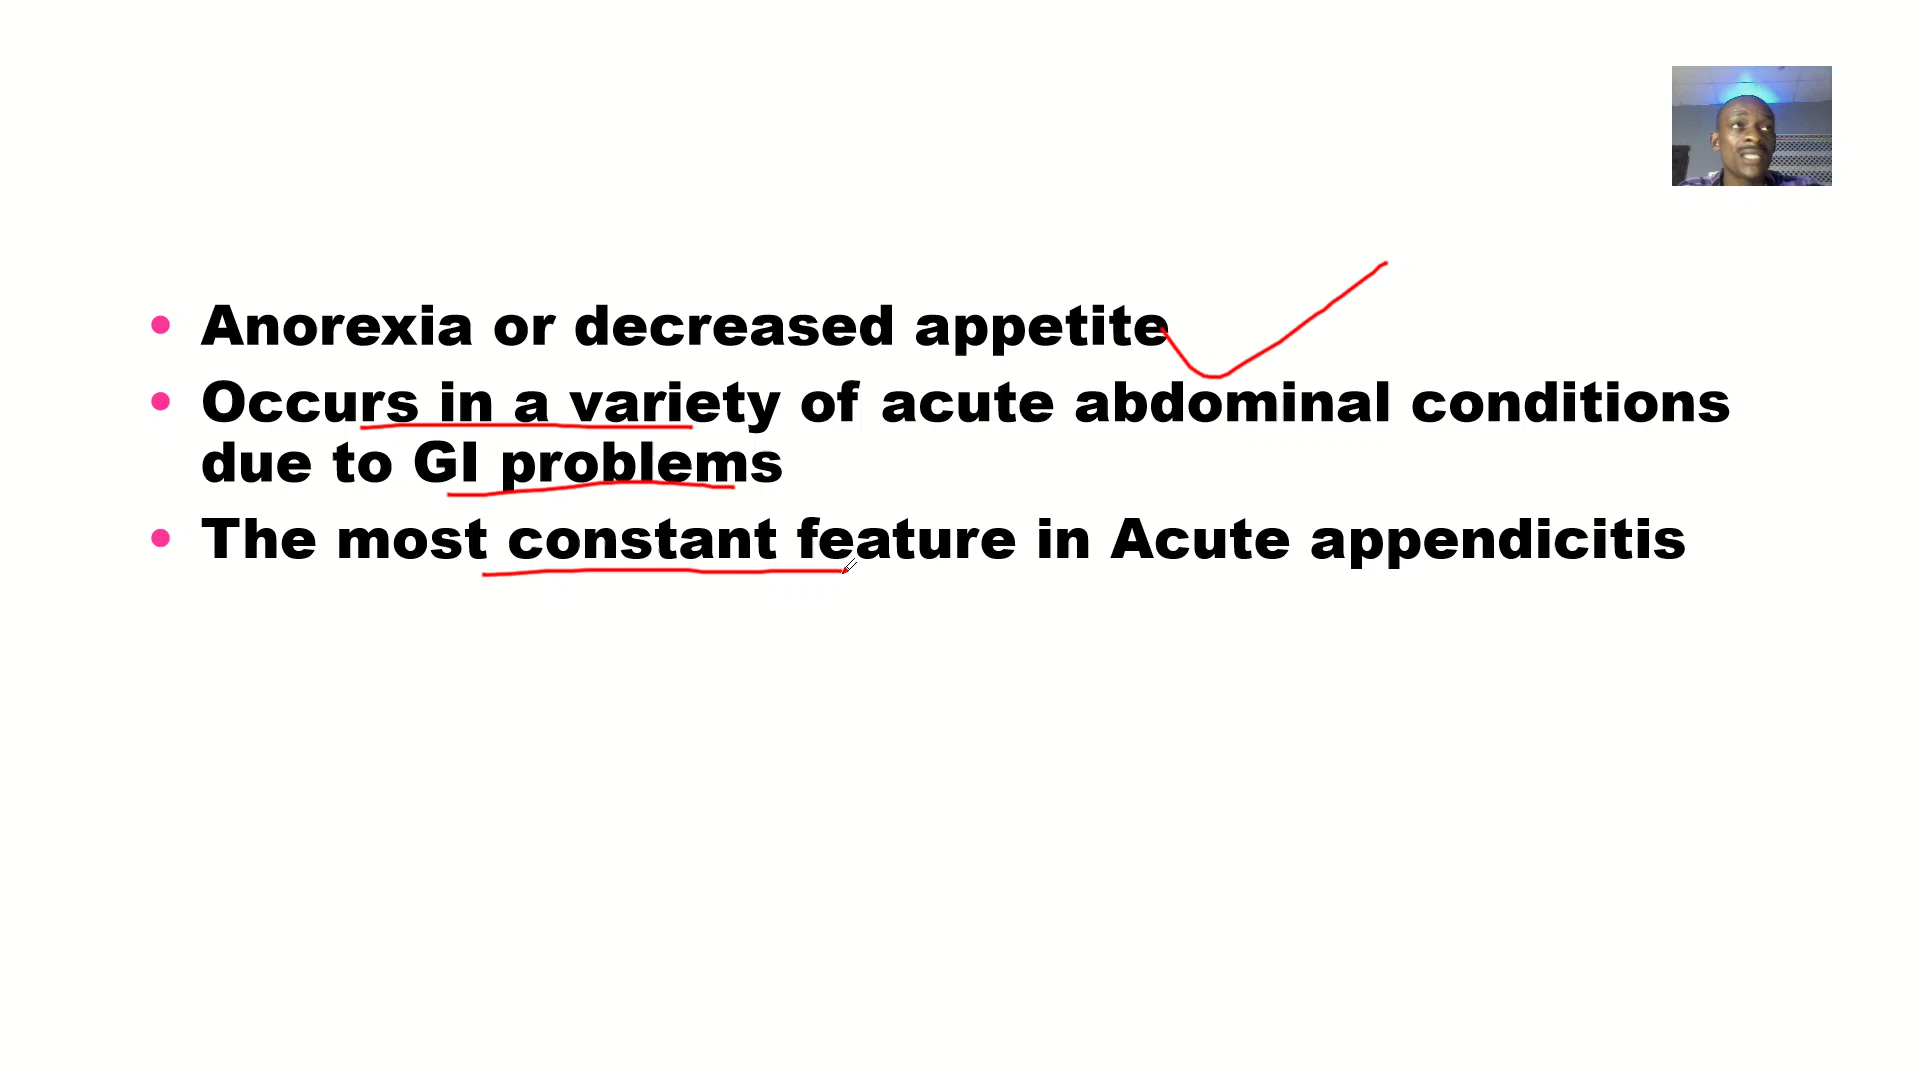 • Anorexia or decreased appetite
• Occurs in a variety of acute abdominal conditions
due to GI problems
• The most constant feature in Acute appendicitis